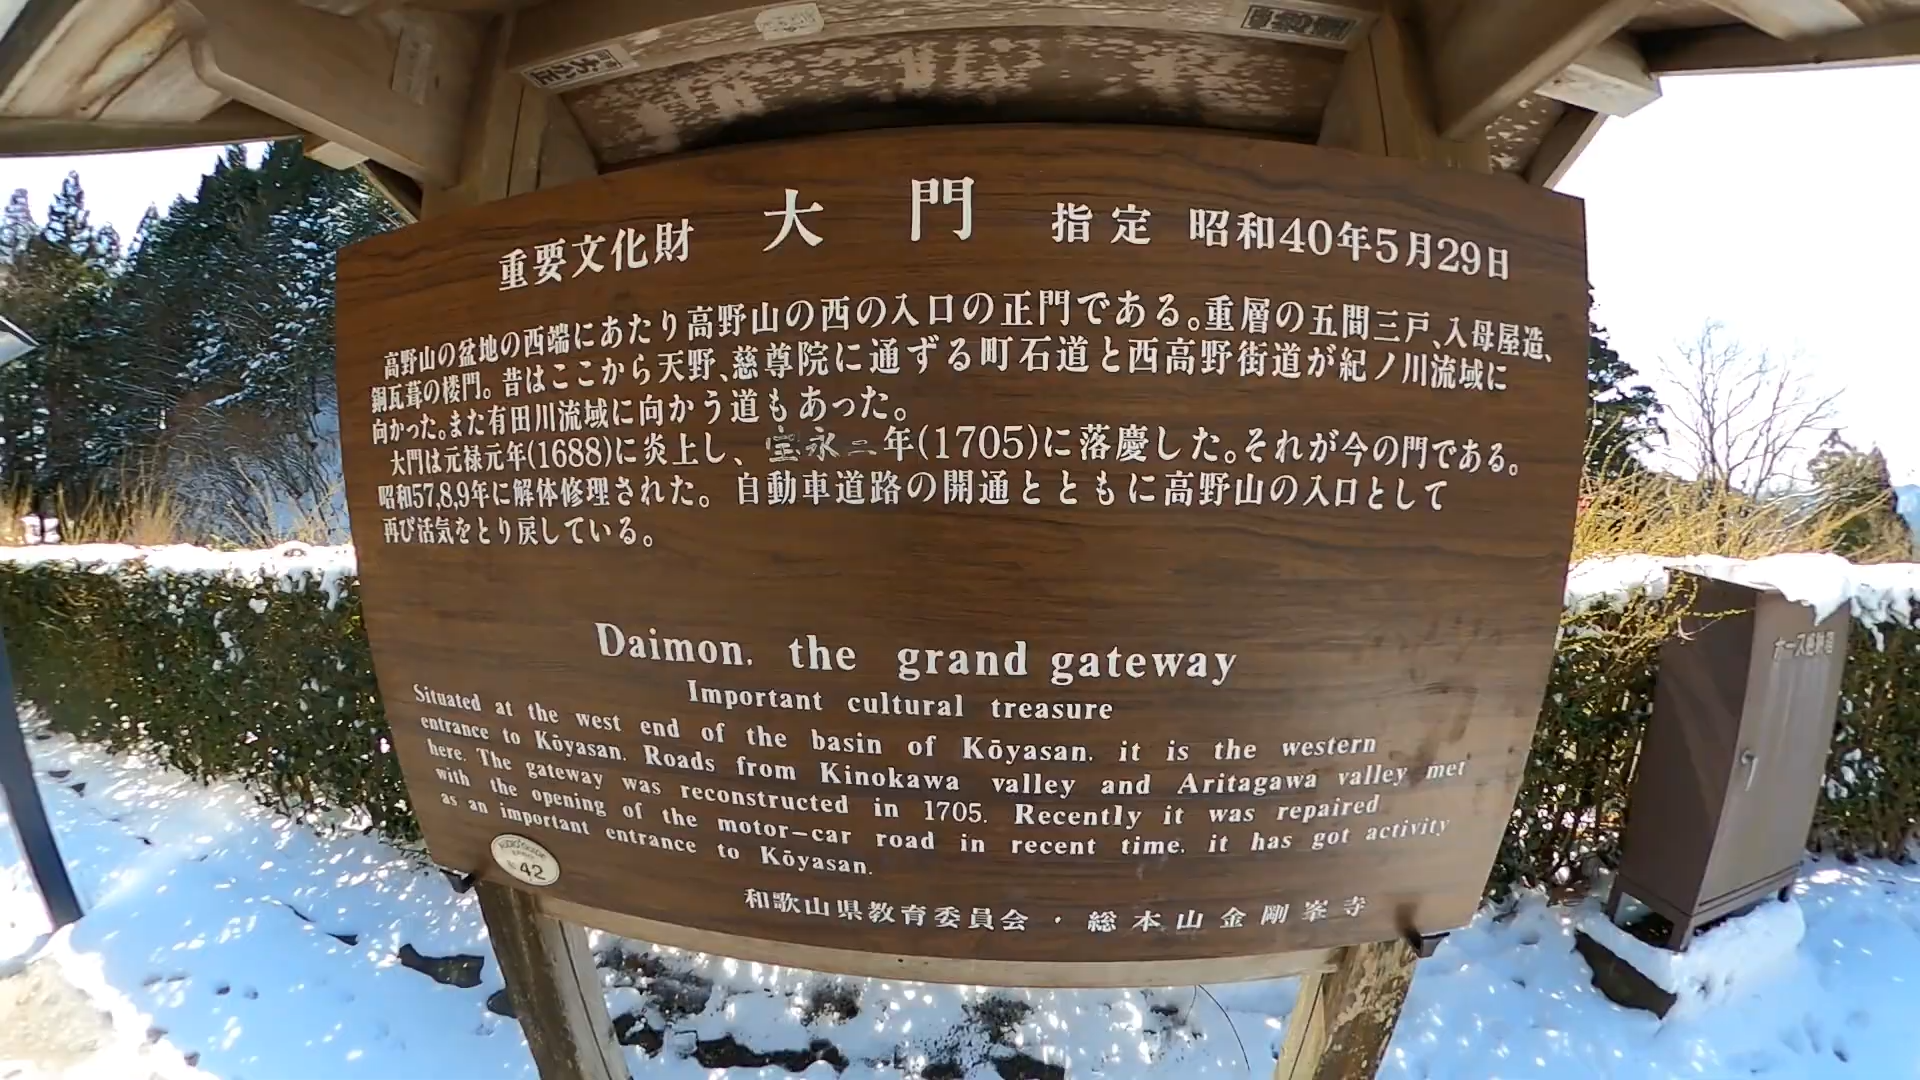 重要文化財 大門 指定 昭和40年5月29日
高野山の盆地の西端にあたり高野山の西の入口の正門である。重層の五間三戸、入母屋造、
銅瓦葺の楼門。昔はここから天野、慈尊院に通ずる町石道と西高野街道が紀ノ川流域に
向かった。また有田川流域に向かう道もあった。
大門は元禄元年(1688)に炎上し、宝永二年(1705)に落慶した。それが今の門である。
昭和57,8,9年に解体修理された。自動車道路の開通とともに高野山の入口として
再び活気をとり戻している。
Daimon. the grand gateway
Important cultural treasure
Situated at the west end of the basin of Kōyasan. it is the western
entrance to Kōyasan. Roads from Kinokawa valley and Aritagawa valley met
here. The gateway was reconstructed in 1705. Recently it was repaired
with the opening of the motor-car road in recent time. it has got activity
as an important entrance to Kōyasan.
42
和歌山県教育委員会・総本山金剛峯寺
ホース格納箱